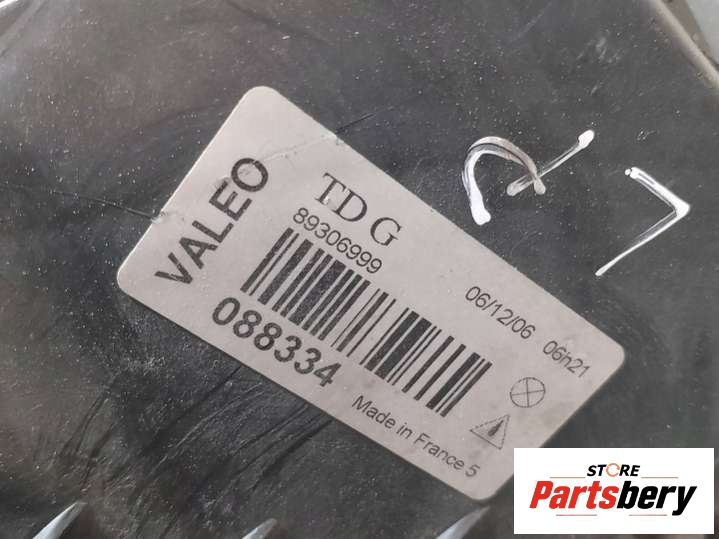 VALEO
TD G
89306999
088334
06/12/06 06h21
Made in France 5
STORE
Partsbery